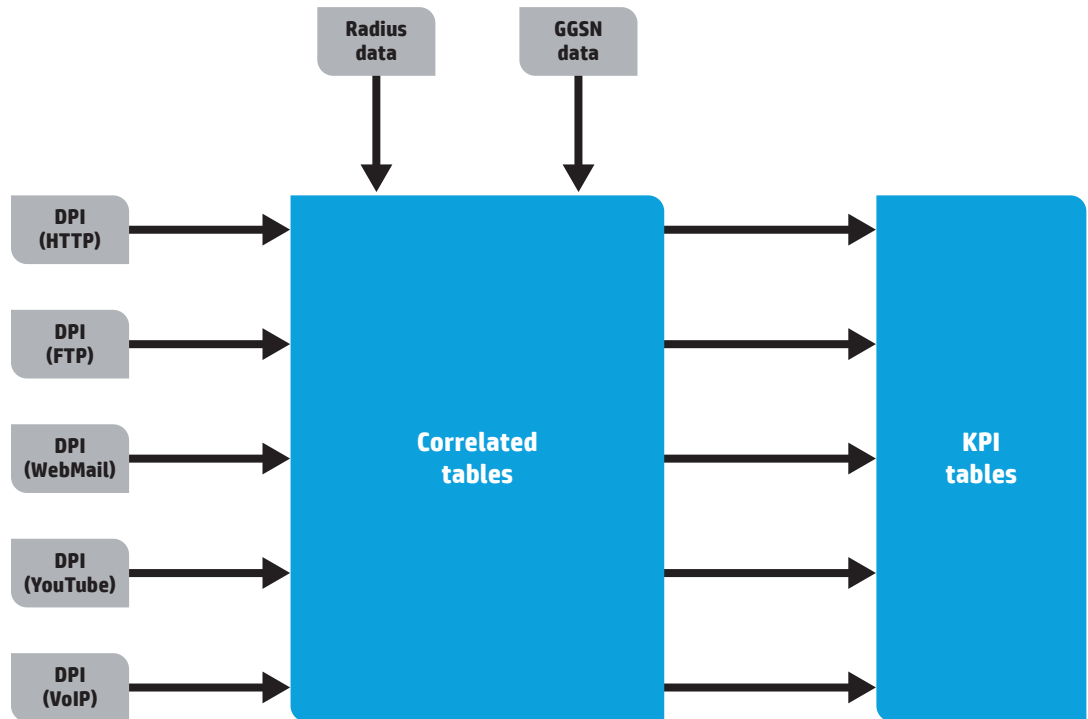 Radius
data
GGSN
data
DPI
(HTTP)
DPI
(FTP)
DPI
(WebMail)
DPI
(YouTube)
DPI
(VoIP)
Correlated
tables
KPI
tables